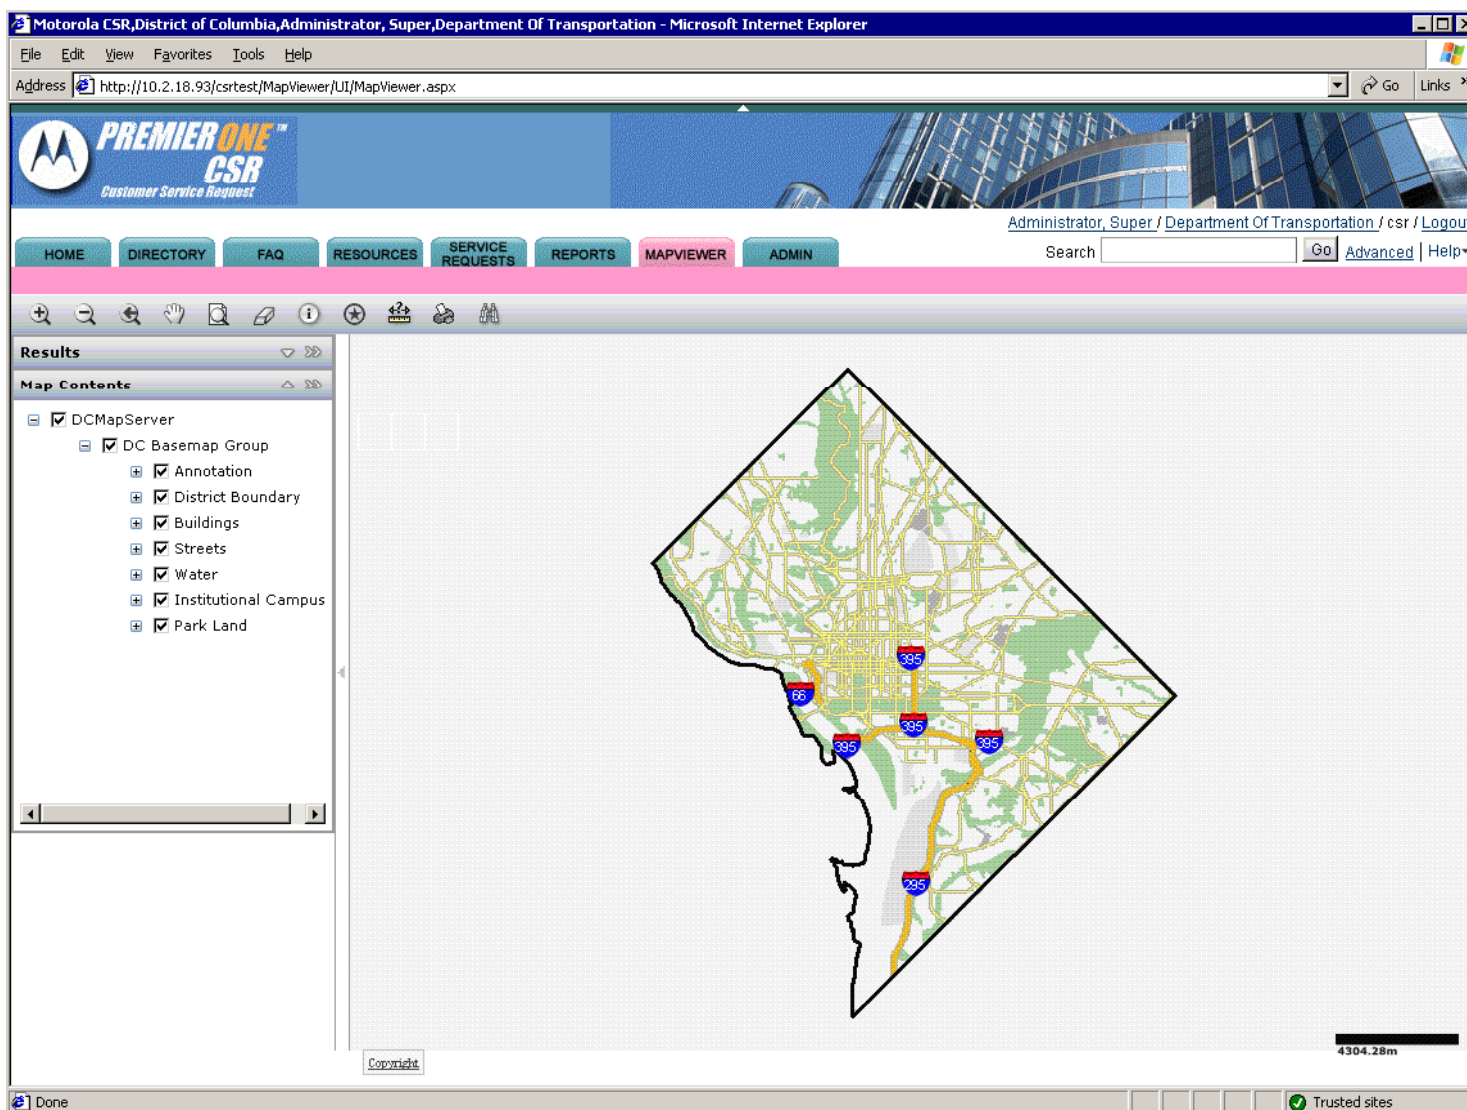 Motorola CSR,District of Columbia,Administrator, Super,Department Of Transportation - Microsoft Internet Explorer
File Edit View Favorites Tools Help
Address http://10.2.18.93/csrtest/MapViewer/UI/MapViewer.aspx Go Links
PREMIERONE™
CSR
Customer Service Request
Administrator, Super / Department Of Transportation / csr / Logout
HOME DIRECTORY FAQ RESOURCES SERVICE REQUESTS REPORTS MAPVIEWER ADMIN
Search Go Advanced | Help
Results
Map Contents
DCMapServer
DC Basemap Group
Annotation
District Boundary
Buildings
Streets
Water
Institutional Campus
Park Land
395
66
395
395
395
295
4304.28m
Copyright
Done Trusted sites